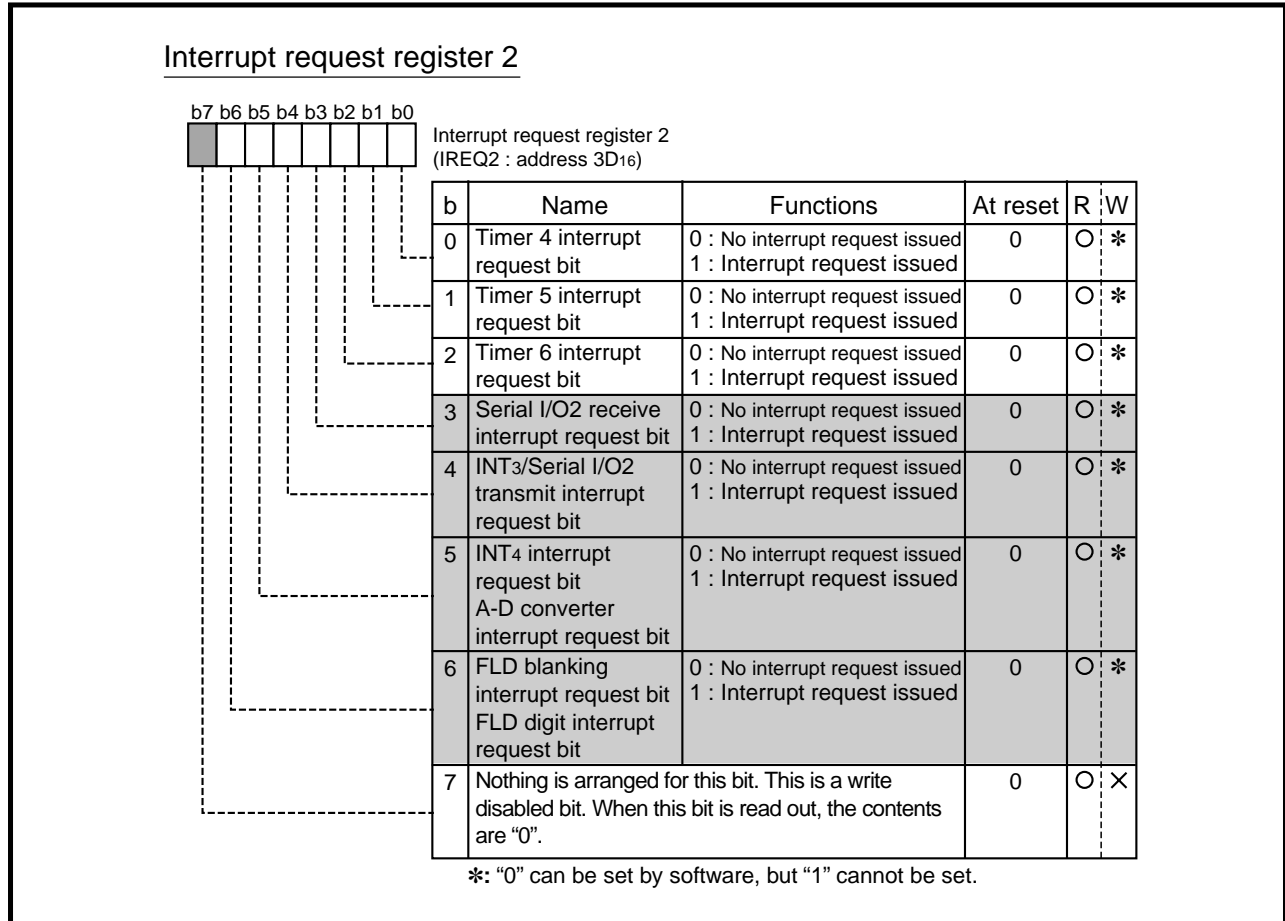 Interrupt request register 2
b7 b6 b5 b4 b3 b2 b1 b0
Interrupt request register 2
(IREQ2 : address 3D16)
b Name Functions At reset R W
0 Timer 4 interrupt 0 : No interrupt request issued 0 O ✻
request bit 1 : Interrupt request issued
1 Timer 5 interrupt 0 : No interrupt request issued 0 O ✻
request bit 1 : Interrupt request issued
2 Timer 6 interrupt 0 : No interrupt request issued 0 O ✻
request bit 1 : Interrupt request issued
3 Serial I/O2 receive 0 : No interrupt request issued 0 O ✻
interrupt request bit 1 : Interrupt request issued
4 INT3/Serial I/O2 0 : No interrupt request issued 0 O ✻
transmit interrupt 1 : Interrupt request issued
request bit
5 INT4 interrupt 0 : No interrupt request issued 0 O ✻
request bit 1 : Interrupt request issued
A-D converter
interrupt request bit
6 FLD blanking 0 : No interrupt request issued 0 O ✻
interrupt request bit 1 : Interrupt request issued
FLD digit interrupt
request bit
7 Nothing is arranged for this bit. This is a write 0 O ×
disabled bit. When this bit is read out, the contents
are “0”.
✻: “0” can be set by software, but “1” cannot be set.